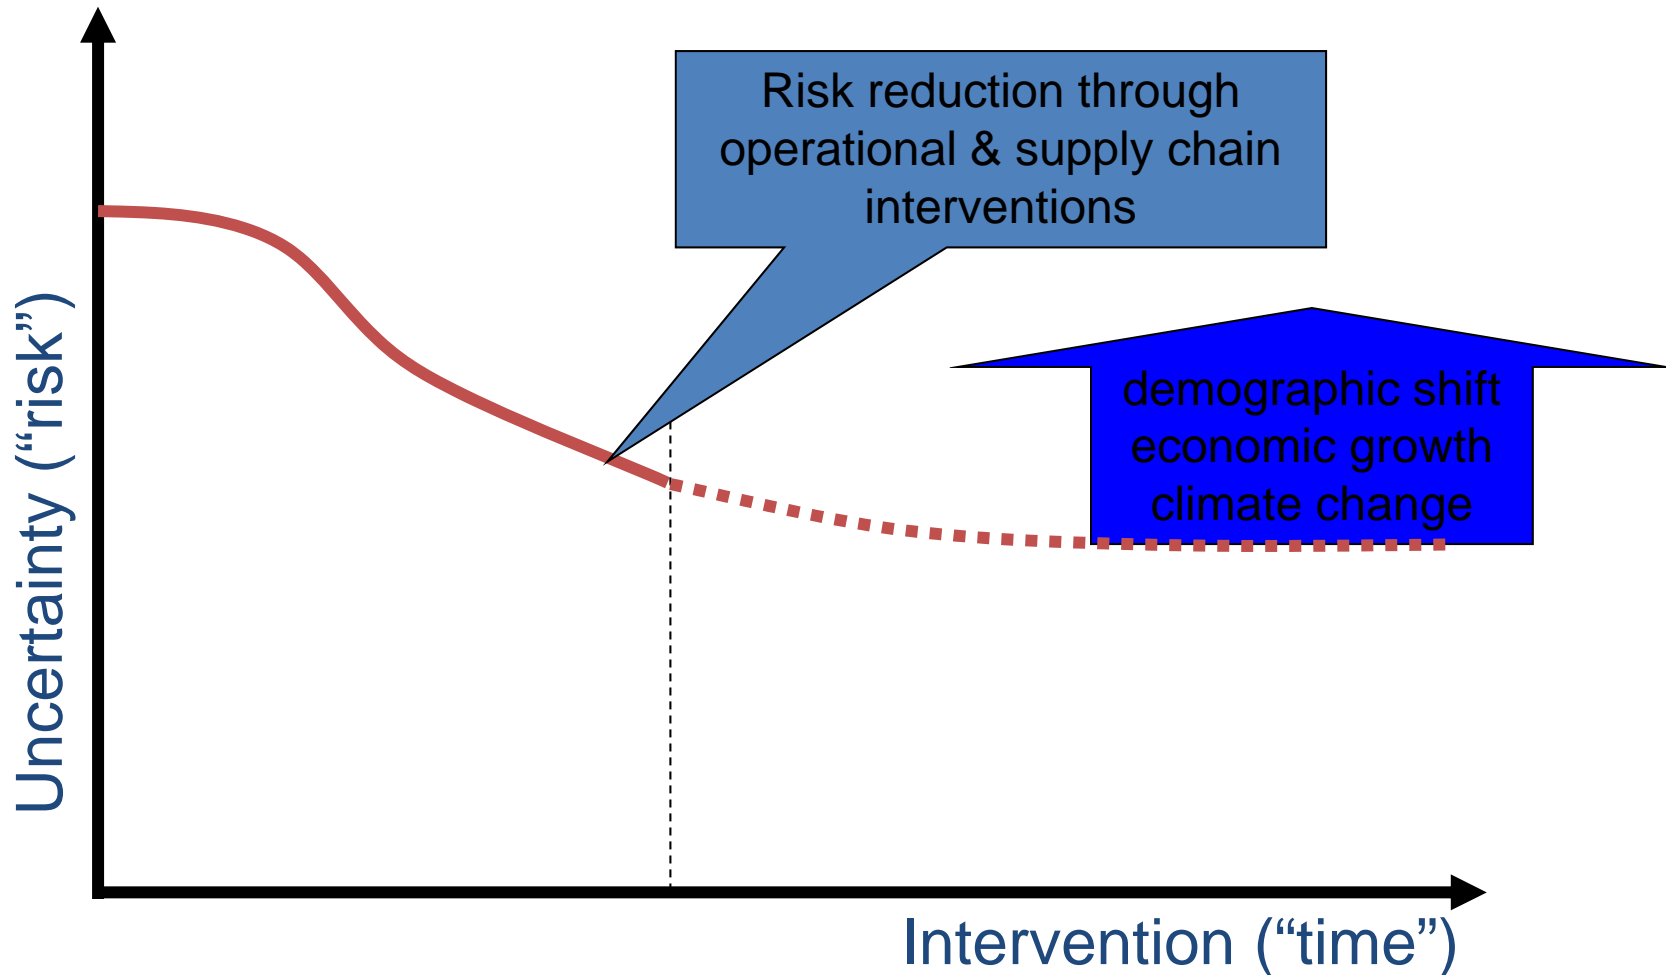 Risk reduction through
operational & supply chain
interventions
demographic shift
economic growth
climate change
Uncertainty (“risk”)
Intervention (“time”)